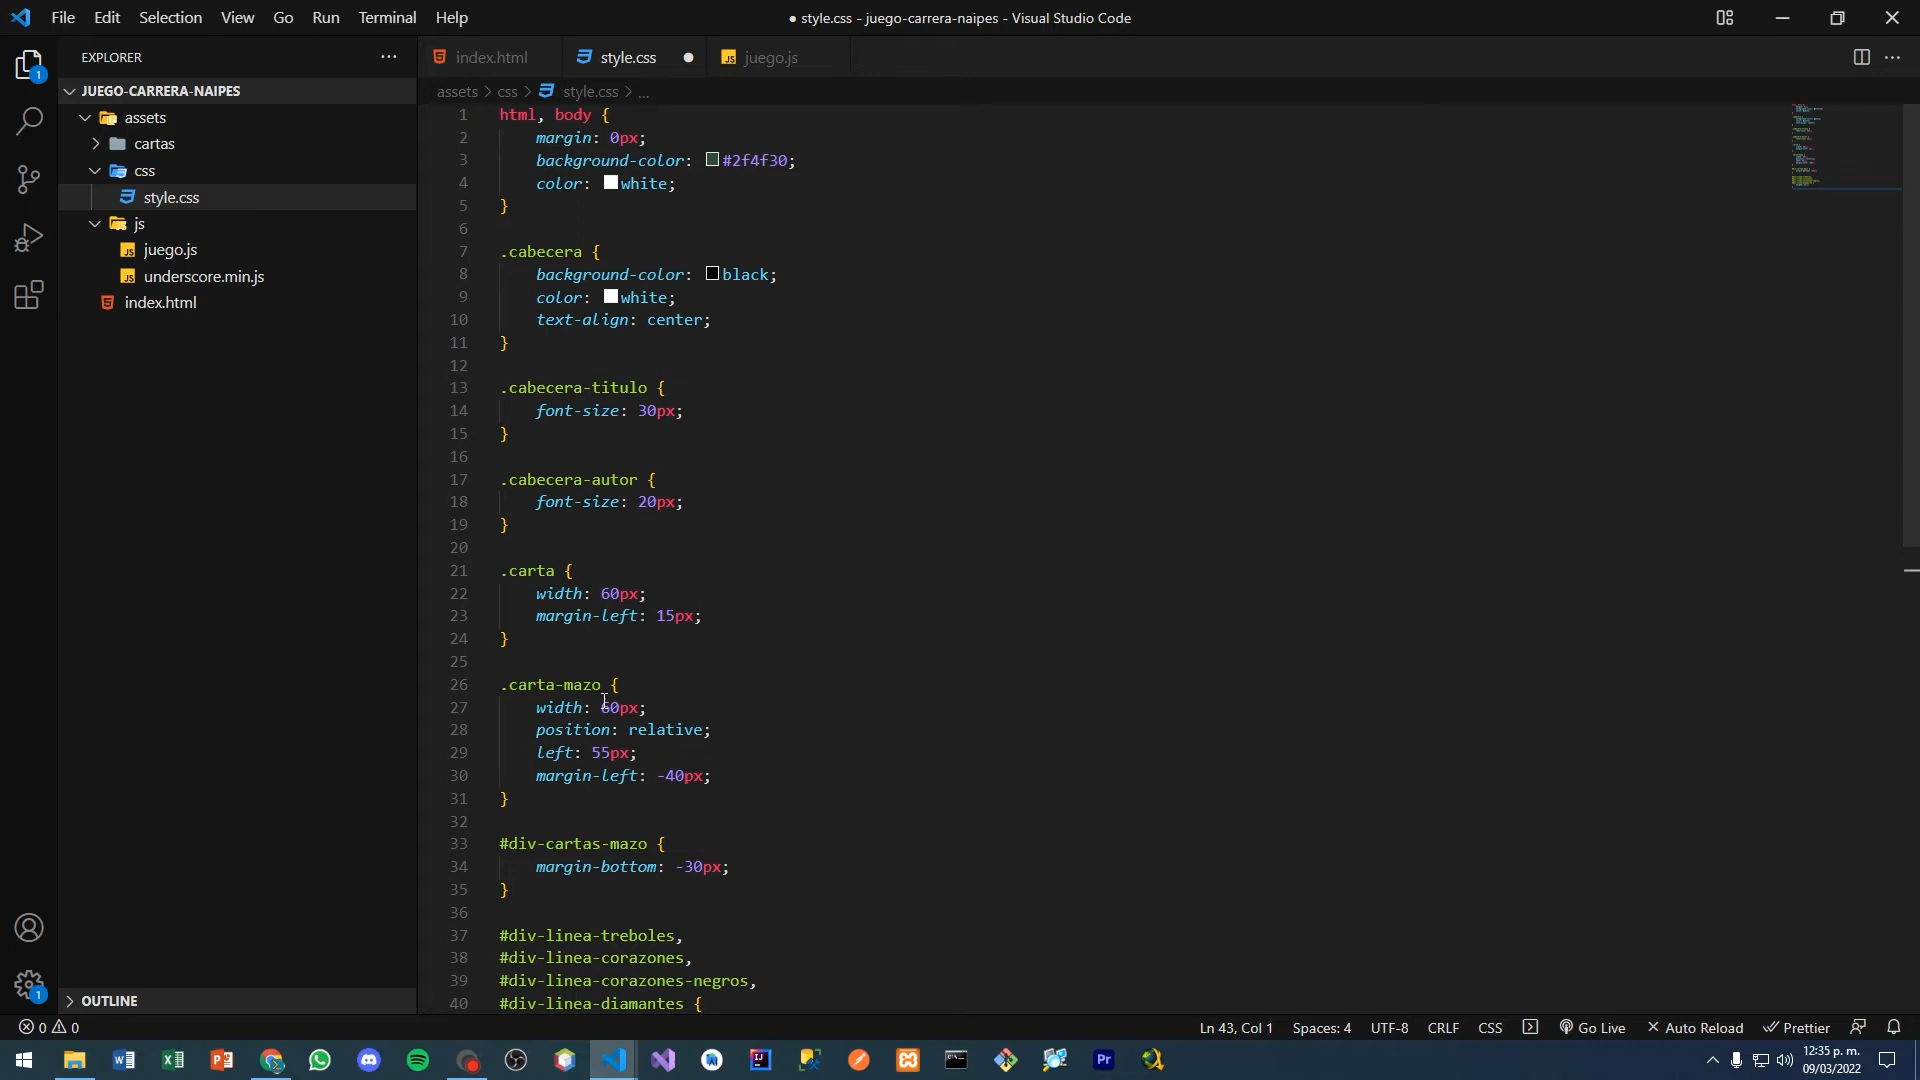 File Edit Selection View Go Run Terminal Help
● style.css - juego-carrera-naipes - Visual Studio Code
EXPLORER
JUEGO-CARRERA-NAIPES
assets
cartas
css
style.css
js
juego.js
underscore.min.js
index.html
OUTLINE
index.html style.css juego.js
assets > css > style.css > ...
1 html, body {
2 margin: 0px;
3 background-color: #2f4f30;
4 color: white;
5 }
6
7 .cabecera {
8 background-color: black;
9 color: white;
10 text-align: center;
11 }
12
13 .cabecera-titulo {
14 font-size: 30px;
15 }
16
17 .cabecera-autor {
18 font-size: 20px;
19 }
20
21 .carta {
22 width: 60px;
23 margin-left: 15px;
24 }
25
26 .carta-mazo {
27 width: 60px;
28 position: relative;
29 left: 55px;
30 margin-left: -40px;
31 }
32
33 #div-cartas-mazo {
34 margin-bottom: -30px;
35 }
36
37 #div-linea-treboles,
38 #div-linea-corazones,
39 #div-linea-corazones-negros,
40 #div-linea-diamantes {
0 0 Ln 43, Col 1 Spaces: 4 UTF-8 CRLF CSS Go Live Auto Reload Prettier
12:35 p. m.
09/03/2022